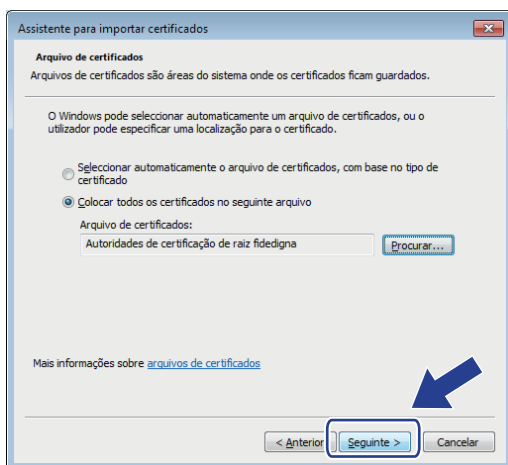 Assistente para importar certificados
Arquivo de certificados
Arquivos de certificados são áreas do sistema onde os certificados ficam guardados.
O Windows pode seleccionar automaticamente um arquivo de certificados, ou o
utilizador pode especificar uma localização para o certificado.
Seleccionar automaticamente o arquivo de certificados, com base no tipo de
certificado
Colocar todos os certificados no seguinte arquivo
Arquivo de certificados:
Autoridades de certificação de raiz fidedigna
Procurar...
Mais informações sobre arquivos de certificados
< Anterior
Seguinte >
Cancelar